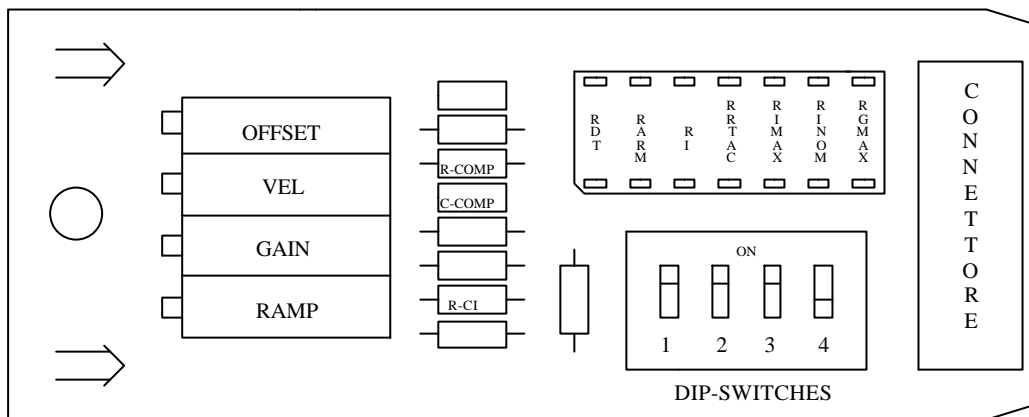 OFFSET
VEL
GAIN
RAMP
R-COMP
C-COMP
R-CI
RDT
RARM
RI
RRTAC
RIMAX
RINOM
RGMAX
ON
1 2 3 4
DIP-SWITCHES
CONNETTORE